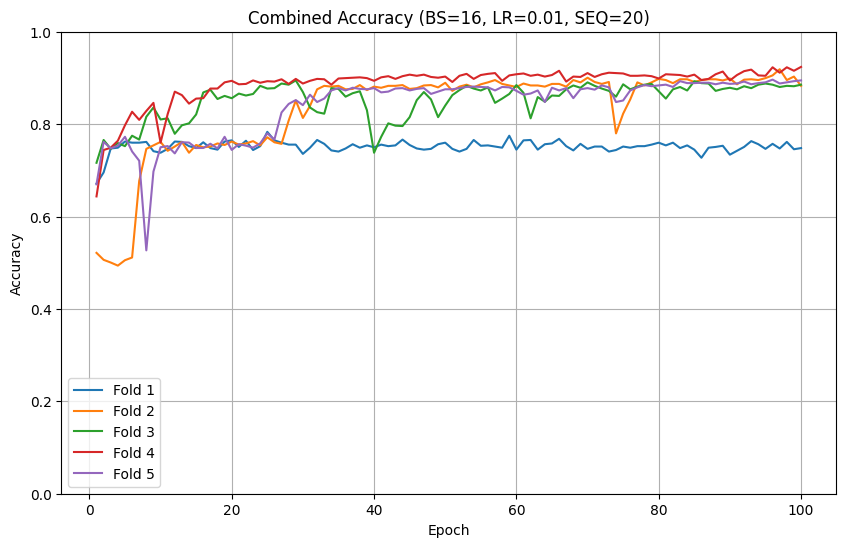 Combined Accuracy (BS=16, LR=0.01, SEQ=20)
1.0
0.8
0.6
0.4
0.2
0.0
Accuracy
Fold 1
Fold 2
Fold 3
Fold 4
Fold 5
0 20 40 60 80 100
Epoch